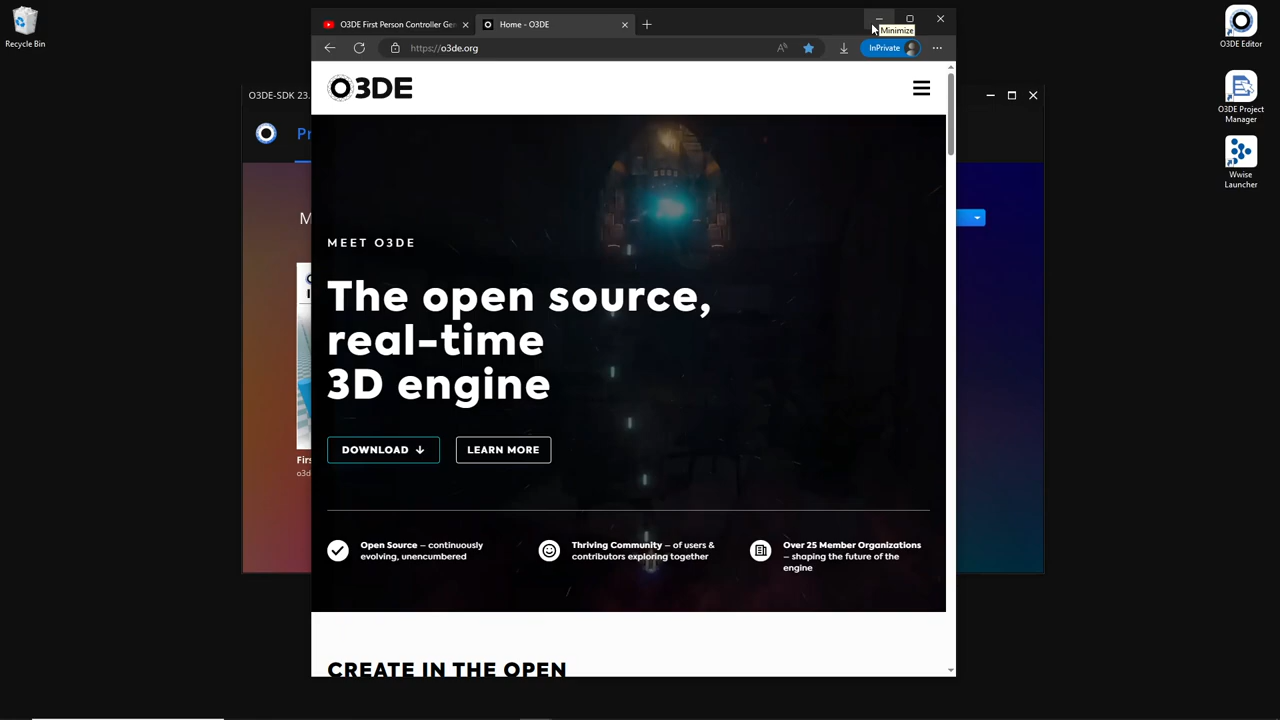 Recycle Bin
O3DE First Person Controller Ge
Home - O3DE
Minimize
https://o3de.org
InPrivate
O3DE-SDK 23.
Pr
O3DE
M
MEET O3DE
The open source,
real-time
3D engine
DOWNLOAD
LEARN MORE
Firs
o3d
Open Source – continuously
evolving, unencumbered
Thriving Community – of users &
contributors exploring together
Over 25 Member Organizations
– shaping the future of the
engine
CREATE IN THE OPEN
O3DE Editor
O3DE Project
Manager
Wwise
Launcher